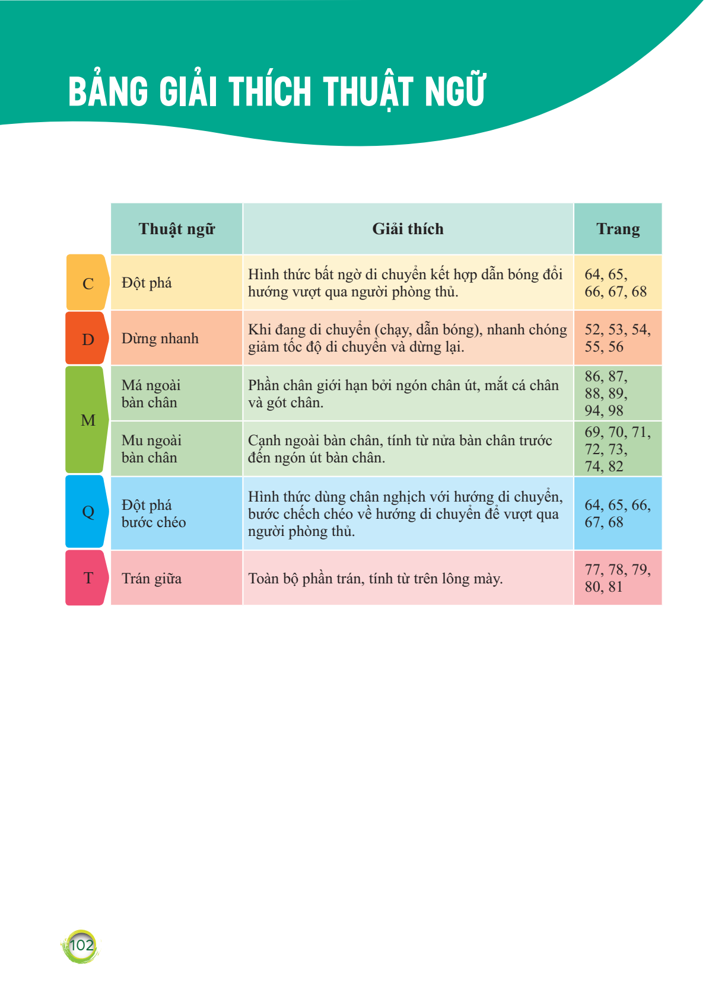 BẢNG GIẢI THÍCH THUẬT NGỮ
Thuật ngữ
Giải thích
Trang
C
Đột phá
Hình thức bất ngờ di chuyển kết hợp dẫn bóng đổi
hướng vượt qua người phòng thủ.
64, 65,
66, 67, 68
D
Dừng nhanh
Khi đang di chuyển (chạy, dẫn bóng), nhanh chóng
giảm tốc độ di chuyển và dừng lại.
52, 53, 54,
55, 56
M
Má ngoài
bàn chân
Phần chân giới hạn bởi ngón chân út, mắt cá chân
và gót chân.
86, 87,
88, 89,
94, 98
Mu ngoài
bàn chân
Cạnh ngoài bàn chân, tính từ nửa bàn chân trước
đến ngón út bàn chân.
69, 70, 71,
72, 73,
74, 82
Q
Đột phá
bước chéo
Hình thức dùng chân nghịch với hướng di chuyển,
bước chếch chéo về hướng di chuyển để vượt qua
người phòng thủ.
64, 65, 66,
67, 68
T
Trán giữa
Toàn bộ phần trán, tính từ trên lông mày.
77, 78, 79,
80, 81
102